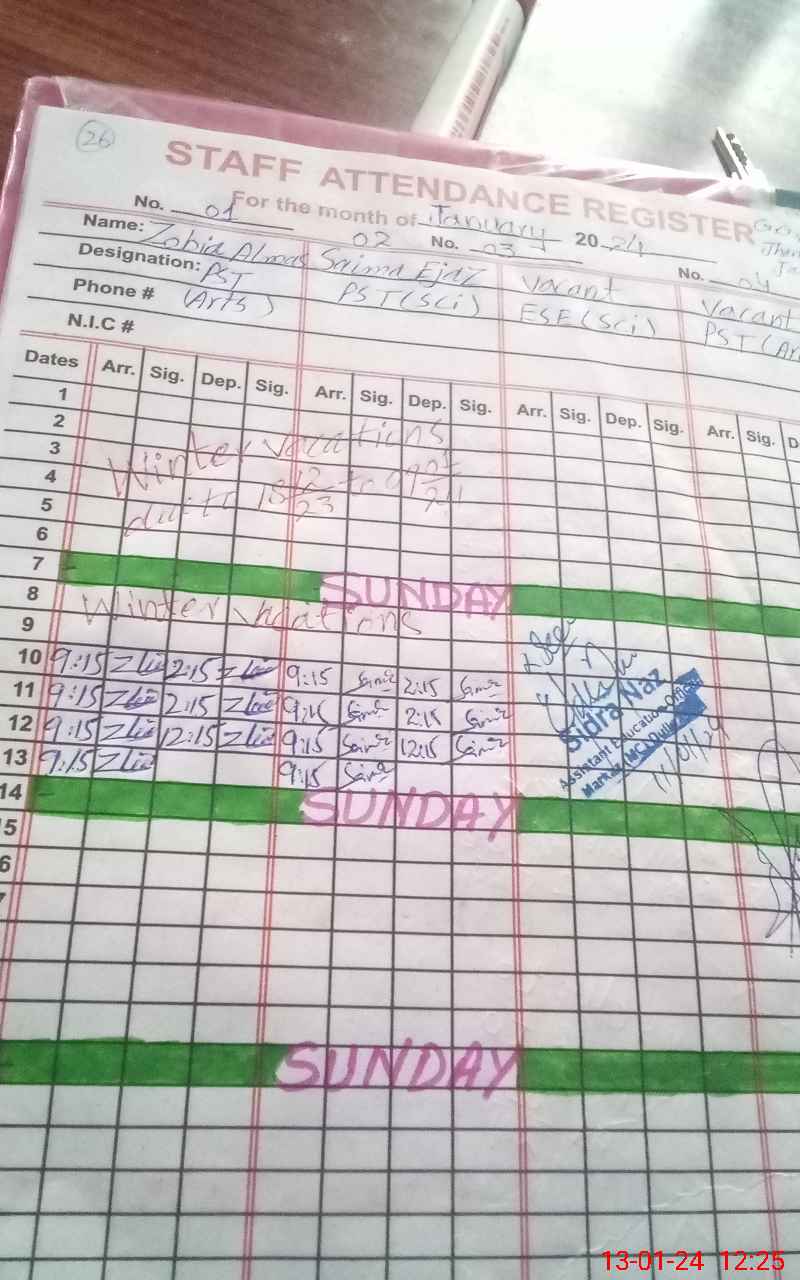 26
STAFF ATTENDANCE REGISTER
For the month of January 2024
No. 01 02 No. 03 No. 04
Name: Zobia Almas Saima Ejaz Vacant Vacant
Designation: PST PST(Sci) ESE(Sci) PST(Ar
Phone # (Arts)
N.I.C #
Dates Arr. Sig. Dep. Sig. Arr. Sig. Dep. Sig. Arr. Sig. Dep. Sig. Arr. Sig. D
1
2
3 Winter vacations
4 18 12/23 to 09 01/24
5
6
7 SUNDAY
8 Winter vacations
9
10 9:15 2:15 9:15 2:15
11 9:15 2:15 9:15 2:15
12 9:15 12:15 9:15 12:15
13 9:15 9:15
14 SUNDAY
5
6
7
SUNDAY
Sidra Naz
Assistant Education Officer
Markaz
11/01/24
13-01-24 12:25